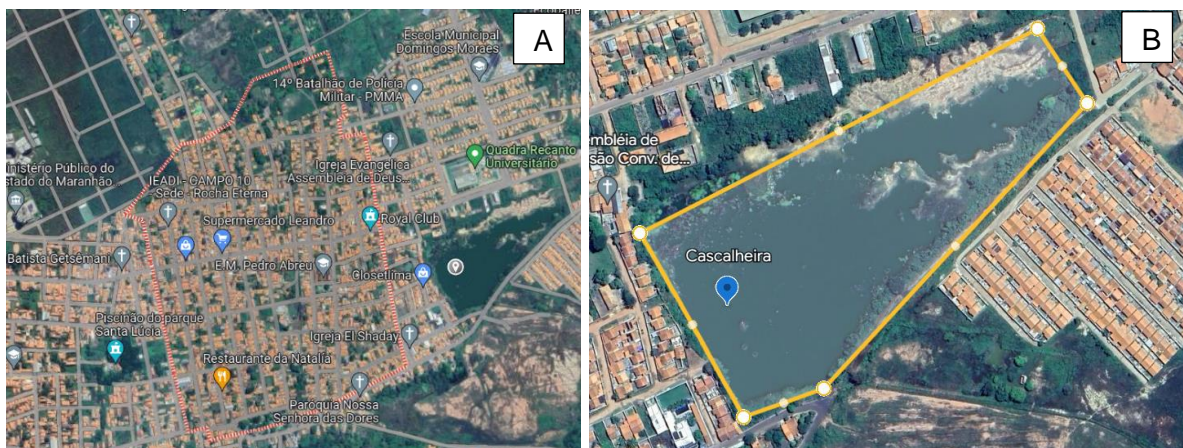 A
Escola Municipal
Domingos Moraes
14º Batalhão de Polícia
Militar - PMMA
Quadra Recanto
Universitário
Igreja Evangélica
Assembleia de Deus...
inistério Público do
stado do Maranhão...
IEADI - CAMPO 10
- Sede - Rocha Eterna
Supermercado Leandro
Royal Club
Batista Getsêmani
E.M. Pedro Abreu
Closetlima
Piscinão do parque
Santa Lúcia
Igreja El Shaday
Restaurante da Natalia
Paróquia Nossa
Senhora das Dores
B
embléia de
são Conv. de...
Cascalheira